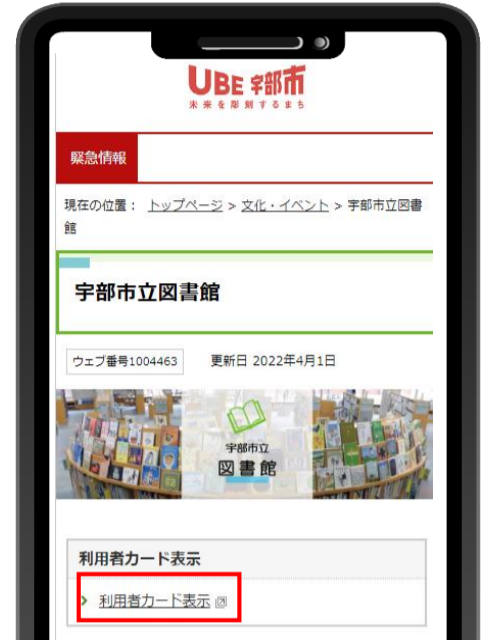 UBE 宇部市
未来を彫刻するまち
緊急情報
現在の位置： トップページ > 文化・イベント > 宇部市立図書
館
宇部市立図書館
ウェブ番号1004463 更新日 2022年4月1日
宇部市立
図書館
利用者カード表示
利用者カード表示